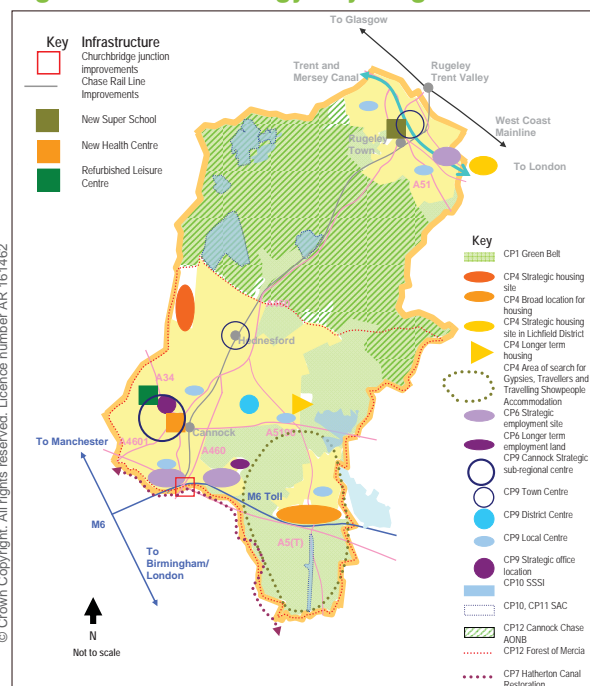 Key Infrastructure
Churchbridge junction
improvements
Chase Rail Line
Improvements
New Super School
New Health Centre
Refurbished Leisure
Centre
To Glasgow
Trent and
Mersey Canal
Rugeley
Trent Valley
West Coast
Mainline
Rugeley
Town
To London
A51
Hednesford
A34
Cannock
A4601
A460
To Manchester
M6 Toll
M6
A5(T)
To
Birmingham/
London
N
Not to scale
Key
CP1 Green Belt
CP4 Strategic housing
site
CP4 Broad location for
housing
CP4 Strategic housing
site in Lichfield District
CP4 Longer term
housing
CP4 Area of search for
Gypsies, Travellers and
Travelling Showpeople
Accommodation
CP6 Strategic
employment site
CP6 Longer term
employment land
CP9 Cannock Strategic
sub-regional centre
CP9 Town Centre
CP9 District Centre
CP9 Local Centre
CP9 Strategic office
location
CP10 SSSI
CP10, CP11 SAC
CP12 Cannock Chase
AONB
CP12 Forest of Mercia
CP7 Hatherton Canal
Restoration
© Crown Copyright. All rights reserved. Licence number AR 161462